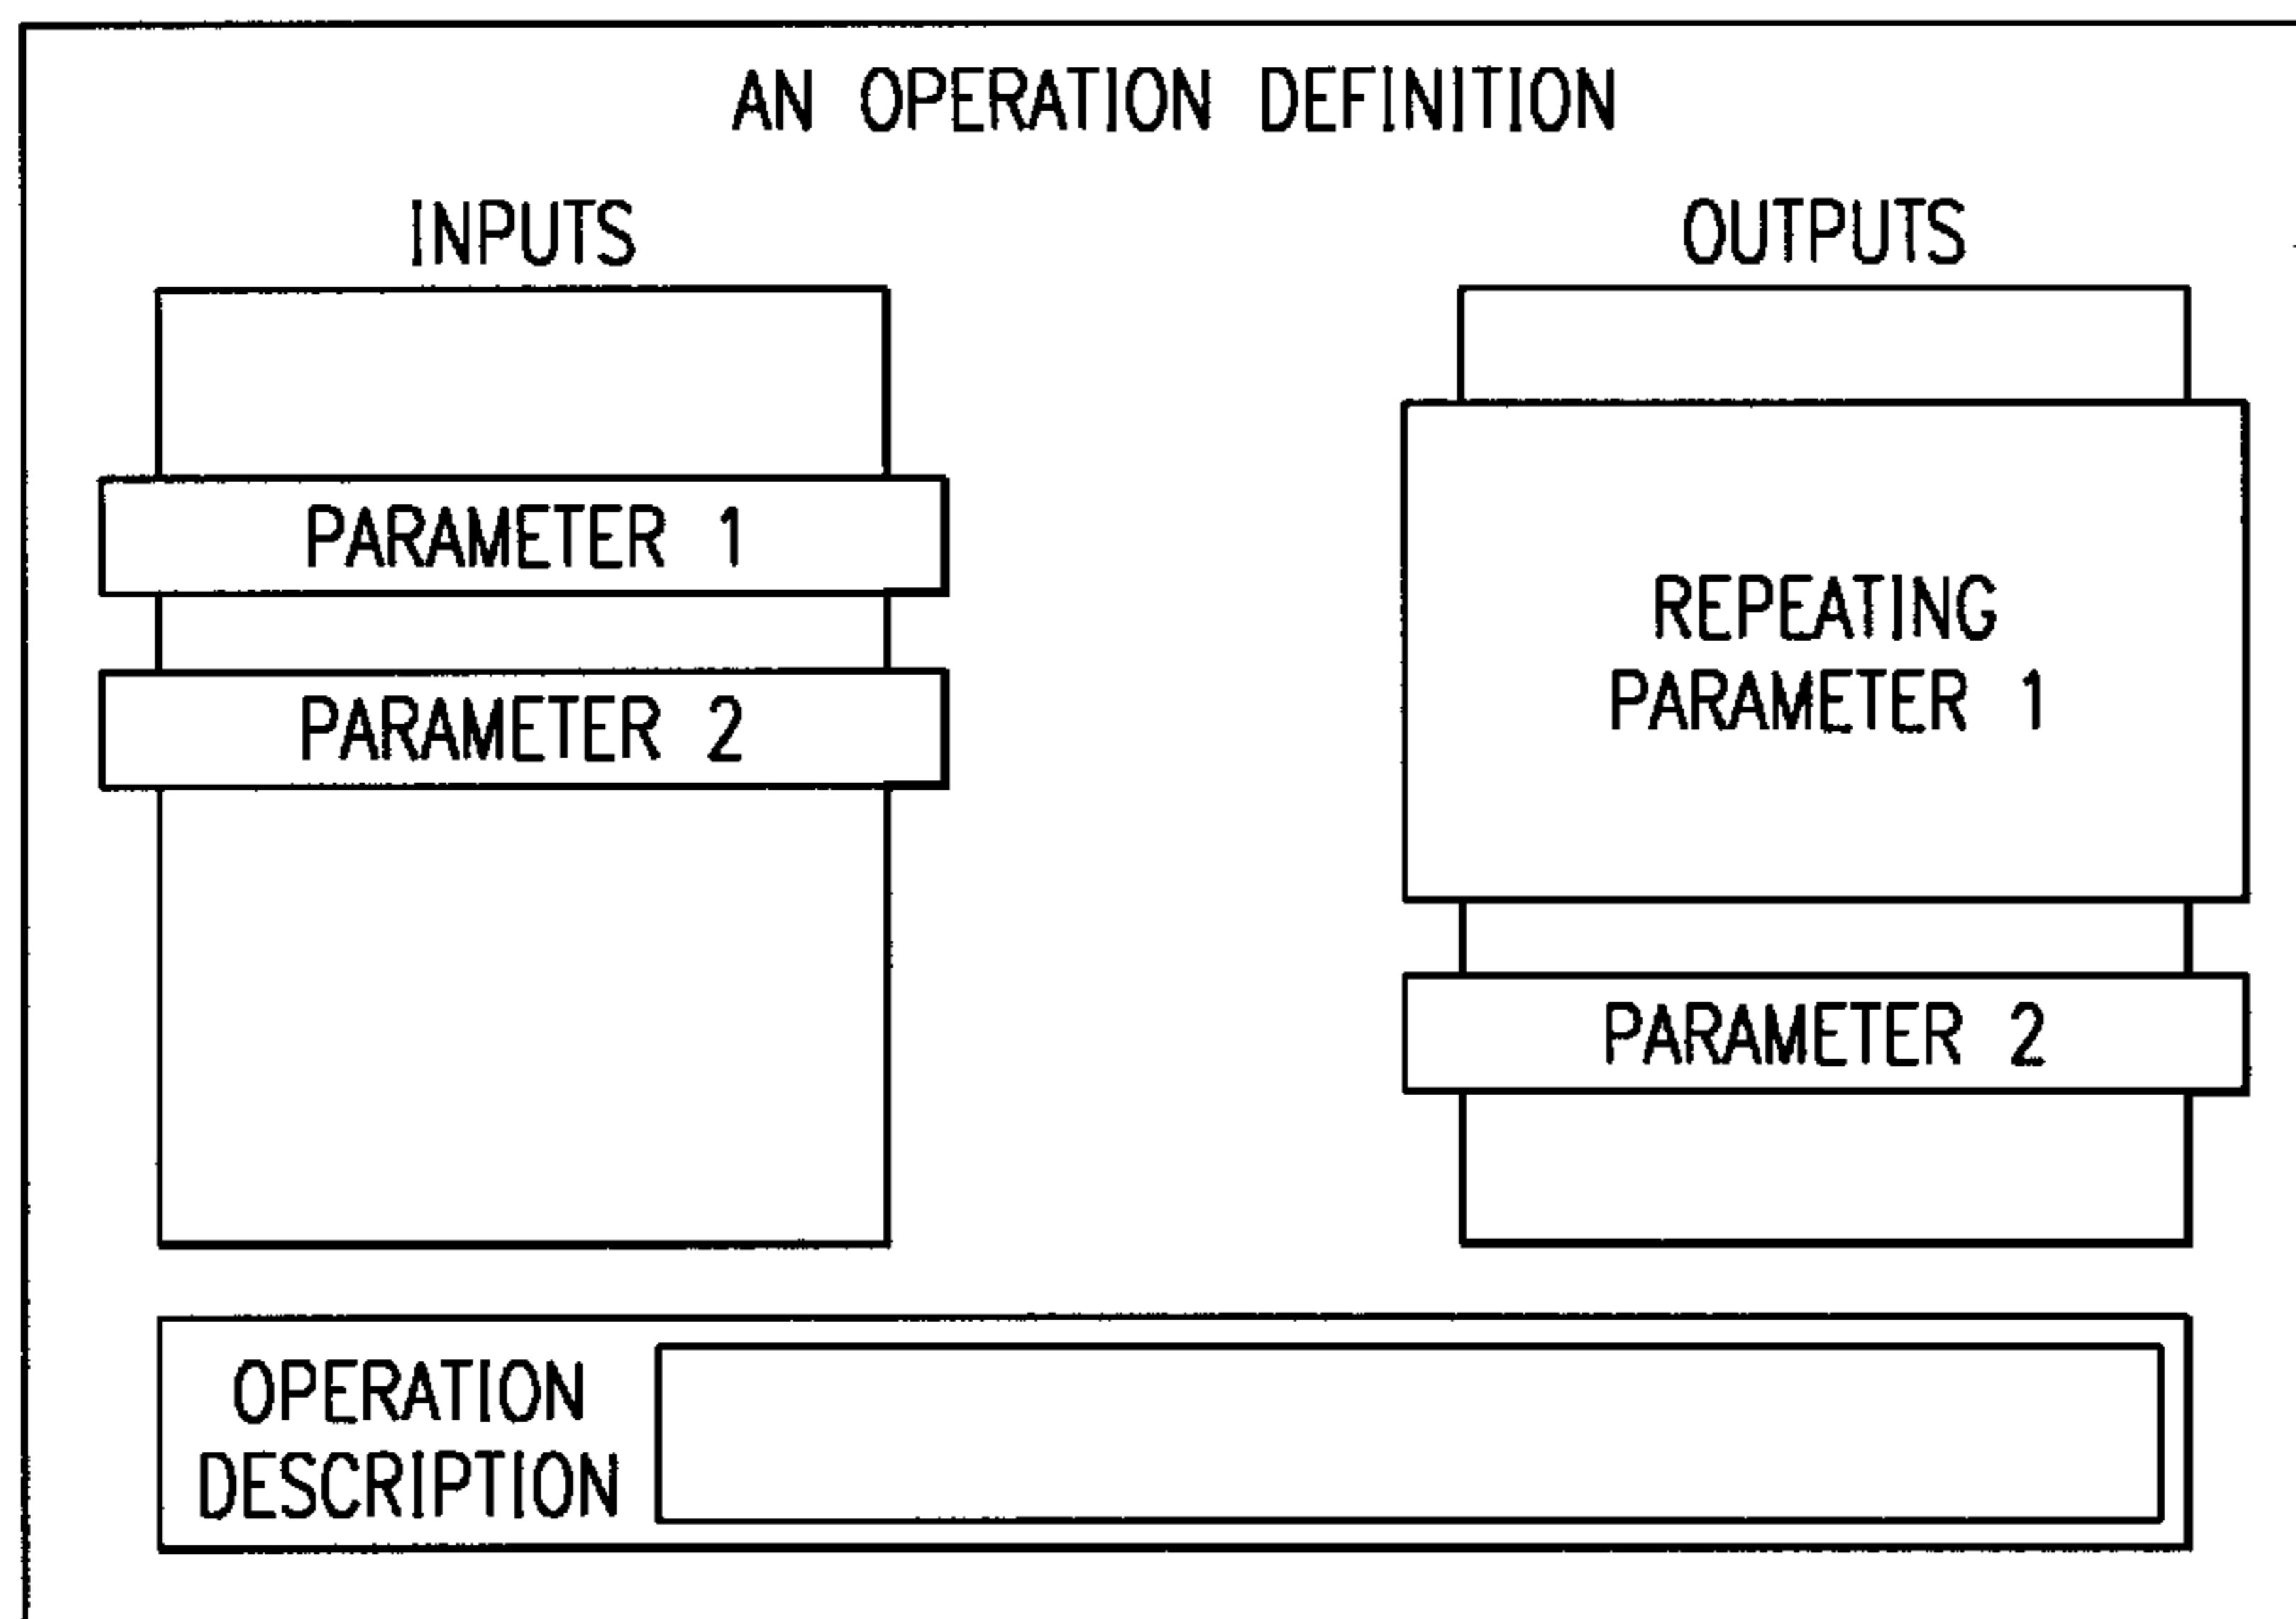 AN OPERATION DEFINITION
INPUTS
PARAMETER 1
PARAMETER 2
OUTPUTS
REPEATING
PARAMETER 1
PARAMETER 2
OPERATION
DESCRIPTION